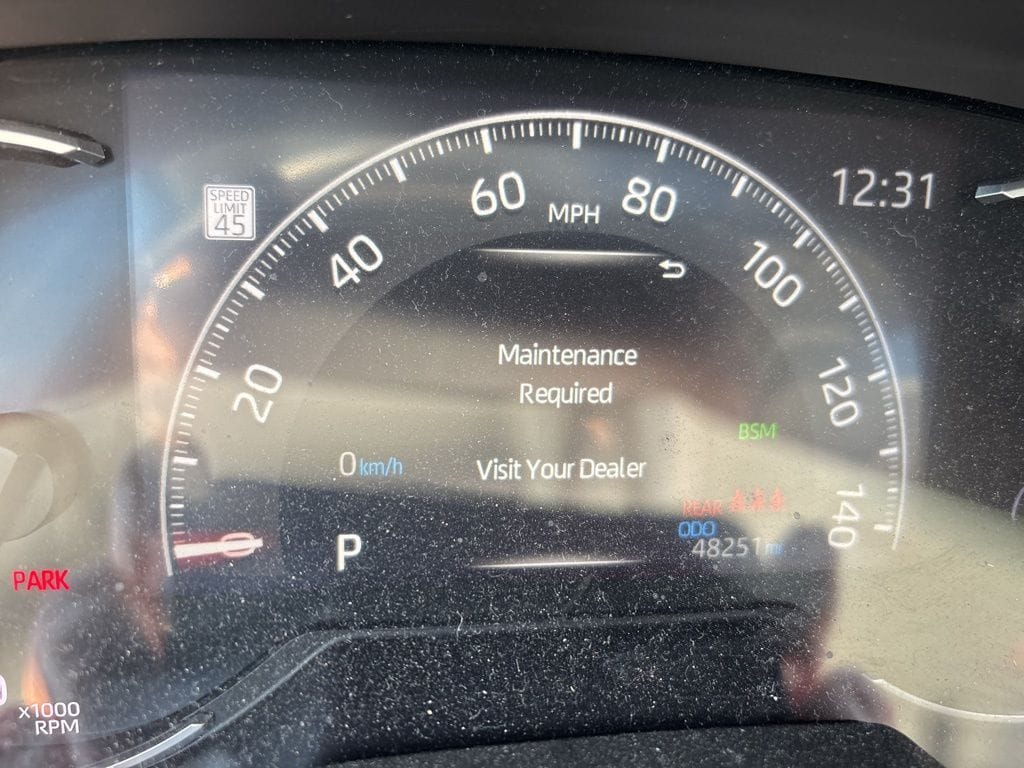 SPEED
LIMIT
45
12:31
0
20
40
60
80
100
120
140
MPH
Maintenance
Required
Visit Your Dealer
BSM
0 km/h
REAR
ODO
48251 mi
P
PARK
x1000
RPM